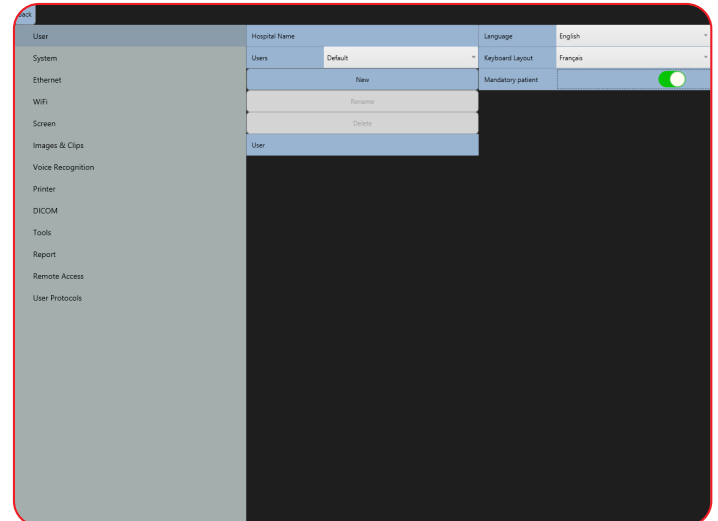 Back
User
System
Ethernet
WiFi
Screen
Images & Clips
Voice Recognition
Printer
DICOM
Tools
Report
Remote Access
User Protocols
Hospital Name
Users Default
New
Rename
Delete
User
Language English
Keyboard Layout Français
Mandatory patient